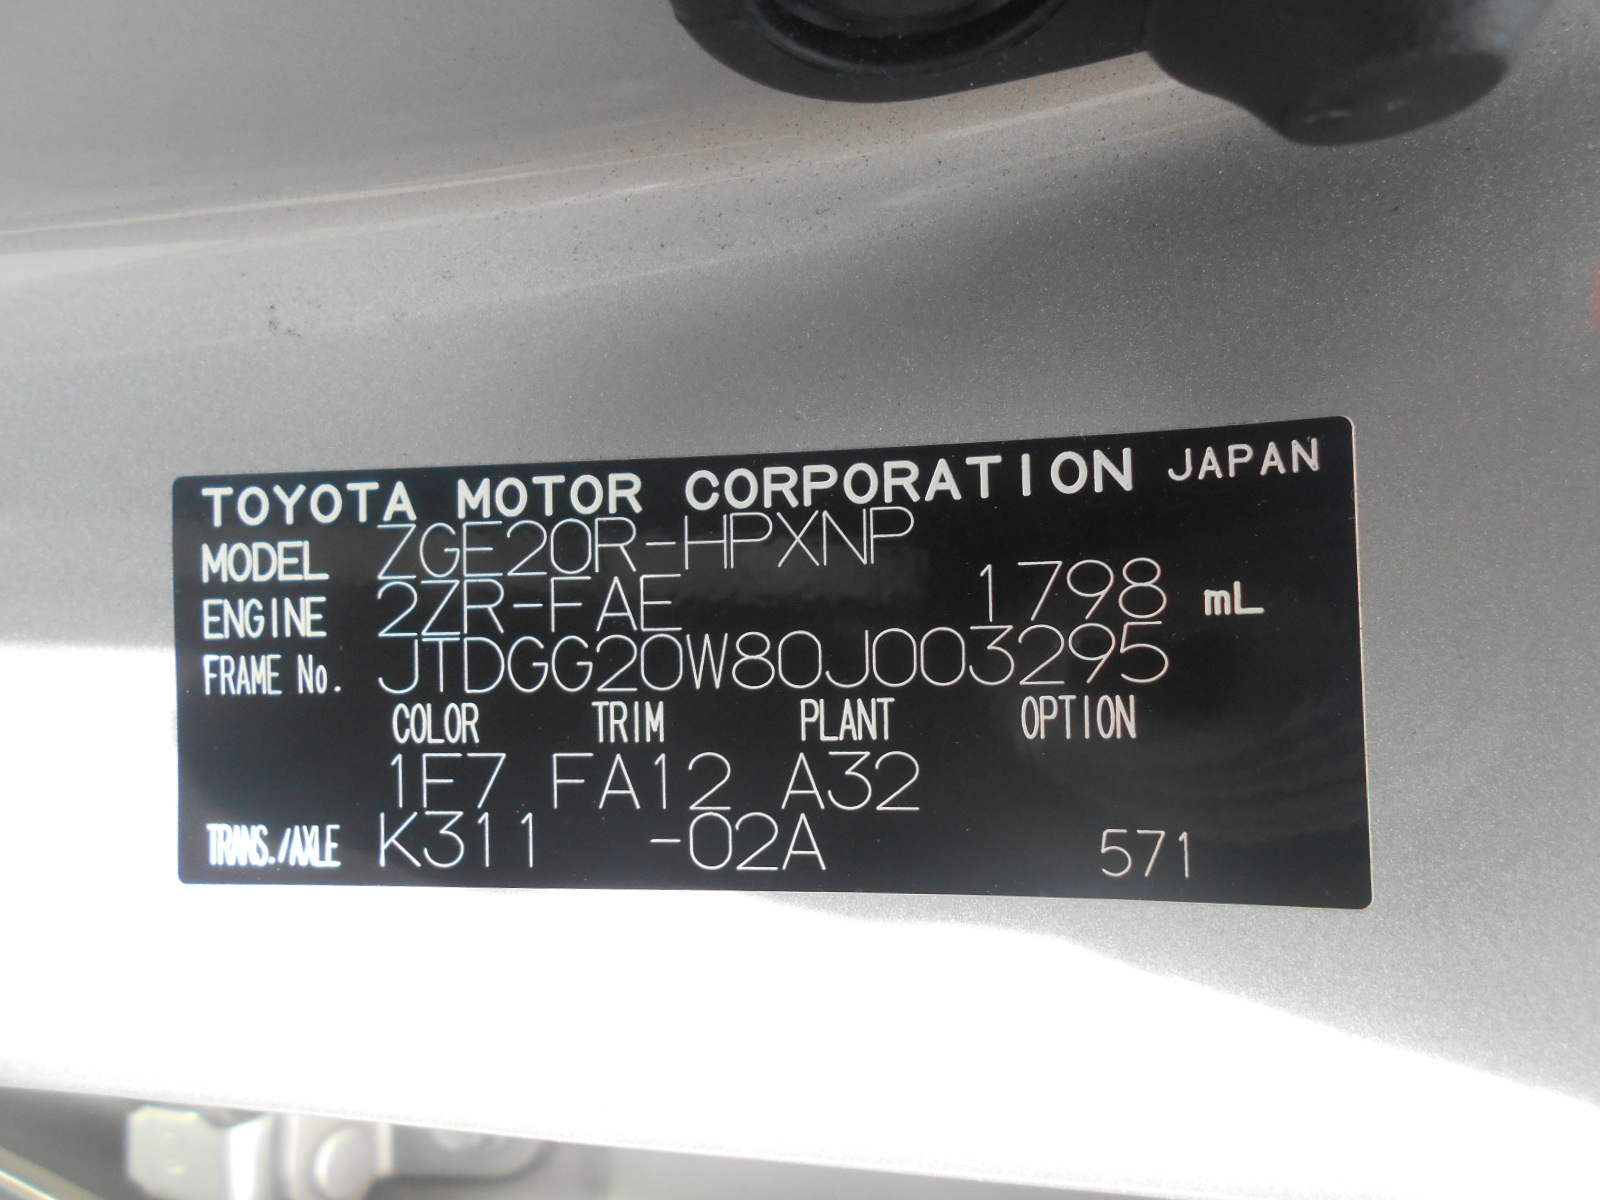 TOYOTA MOTOR CORPORATION JAPAN
MODEL ZGE20R-HPXNP
ENGINE 2ZR-FAE 1798 mL
FRAME No. JTDGG20W80J003295
COLOR TRIM PLANT OPTION
1F7 FA12 A32
TRANS./AXLE K311 -02A 571